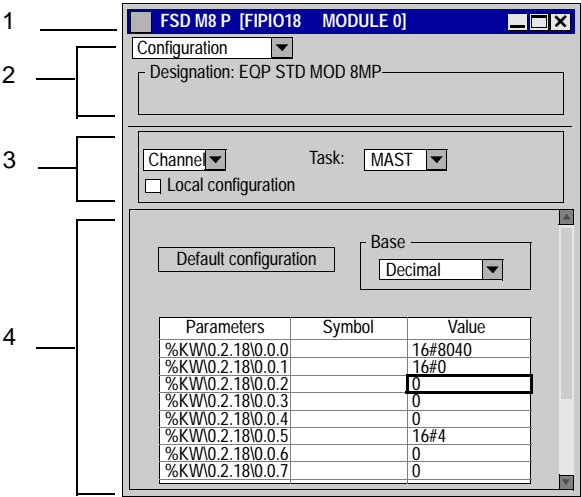 1
FSD M8 P [FIPIO18 MODULE 0]
Configuration
2
Designation: EQP STD MOD 8MP
3
Channel
Task:
MAST
Local configuration
Default configuration
Base
Decimal
4
Parameters Symbol Value
%KW\0.2.18\0.0.0 16#8040
%KW\0.2.18\0.0.1 16#0
%KW\0.2.18\0.0.2 0
%KW\0.2.18\0.0.3 0
%KW\0.2.18\0.0.4 0
%KW\0.2.18\0.0.5 16#4
%KW\0.2.18\0.0.6 0
%KW\0.2.18\0.0.7 0